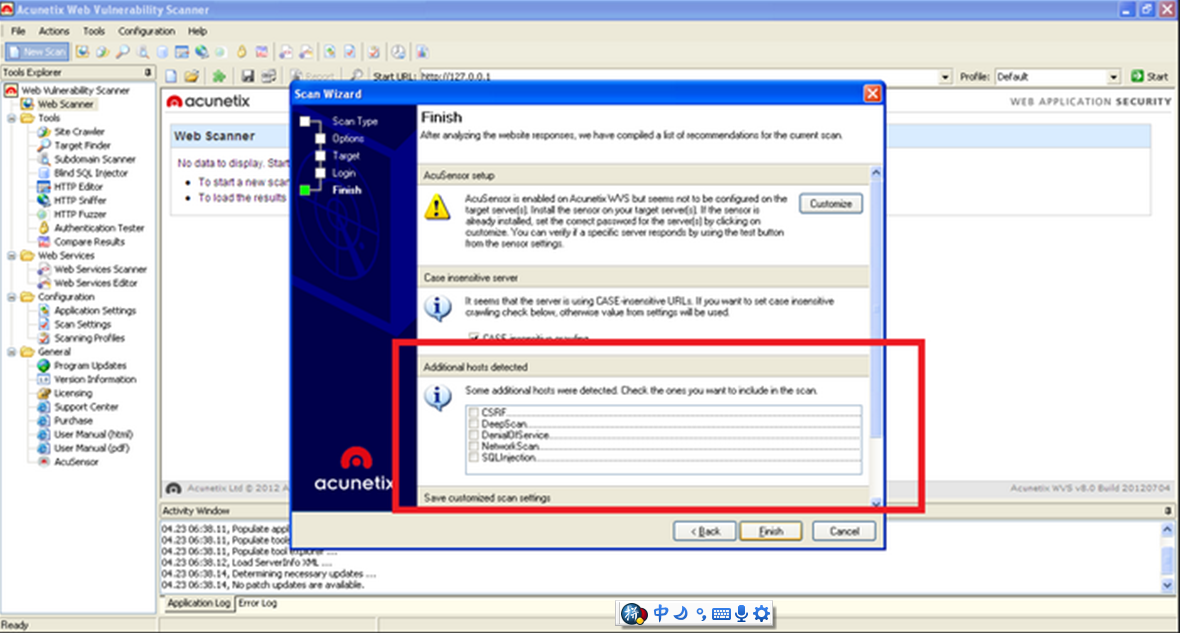 Acunetix Web Vulnerability Scanner
File Actions Tools Configuration Help
New Scan
Tools Explorer
Report
Start URL: http://127.0.0.1
Profile: Default
Start
Web Vulnerability Scanner
Web Scanner
Tools
Site Crawler
Target Finder
Subdomain Scanner
Blind SQL Injector
HTTP Editor
HTTP Sniffer
HTTP Fuzzer
Authentication Tester
Compare Results
Web Services
Web Services Scanner
Web Services Editor
Configuration
Application Settings
Scan Settings
Scanning Profiles
General
Program Updates
Version Information
Licensing
Support Center
Purchase
User Manual (html)
User Manual (pdf)
AcuSensor
acunetix
WEB APPLICATION SECURITY
Web Scanner
No data to display. Start
To start a new scan
To load the results
Scan Wizard
Scan Type
Options
Target
Login
Finish
acunetix
Finish
After analyzing the website responses, we have compiled a list of recommendations for the current scan.
AcuSensor setup
AcuSensor is enabled on Acunetix WVS but seems not to be configured on the
target server(s). Install the sensor on your target server(s). If the sensor is
already installed, set the correct password for the server(s) by clicking on
customize. You can verify if a specific server responds by using the test button
from the sensor settings.
Customize
Case insensitive server
It seems that the server is using CASE-insensitive URLs. If you want to set case insensitive
crawling check below, otherwise value from settings will be used.
CASE-insensitive crawling
Additional hosts detected
Some additional hosts were detected. Check the ones you want to include in the scan.
CSRF
DeepScan
DenialOfService
NetworkScan
SQLInjection
Save customized scan settings
< Back
Finish
Cancel
Acunetix Ltd © 2012 A
Acunetix WVS v8.0 Build 20120704
Activity Window
04.23 06:38.11, Populate appl
04.23 06:38.11, Populate tools
04.23 06:38.11, Populate tool explorer ....
04.23 06:38.12, Load ServerInfo XML ....
04.23 06:38.14, Determining necessary updates ...
04.23 06:38.14, No patch updates are available.
Application Log Error Log
中
Ready